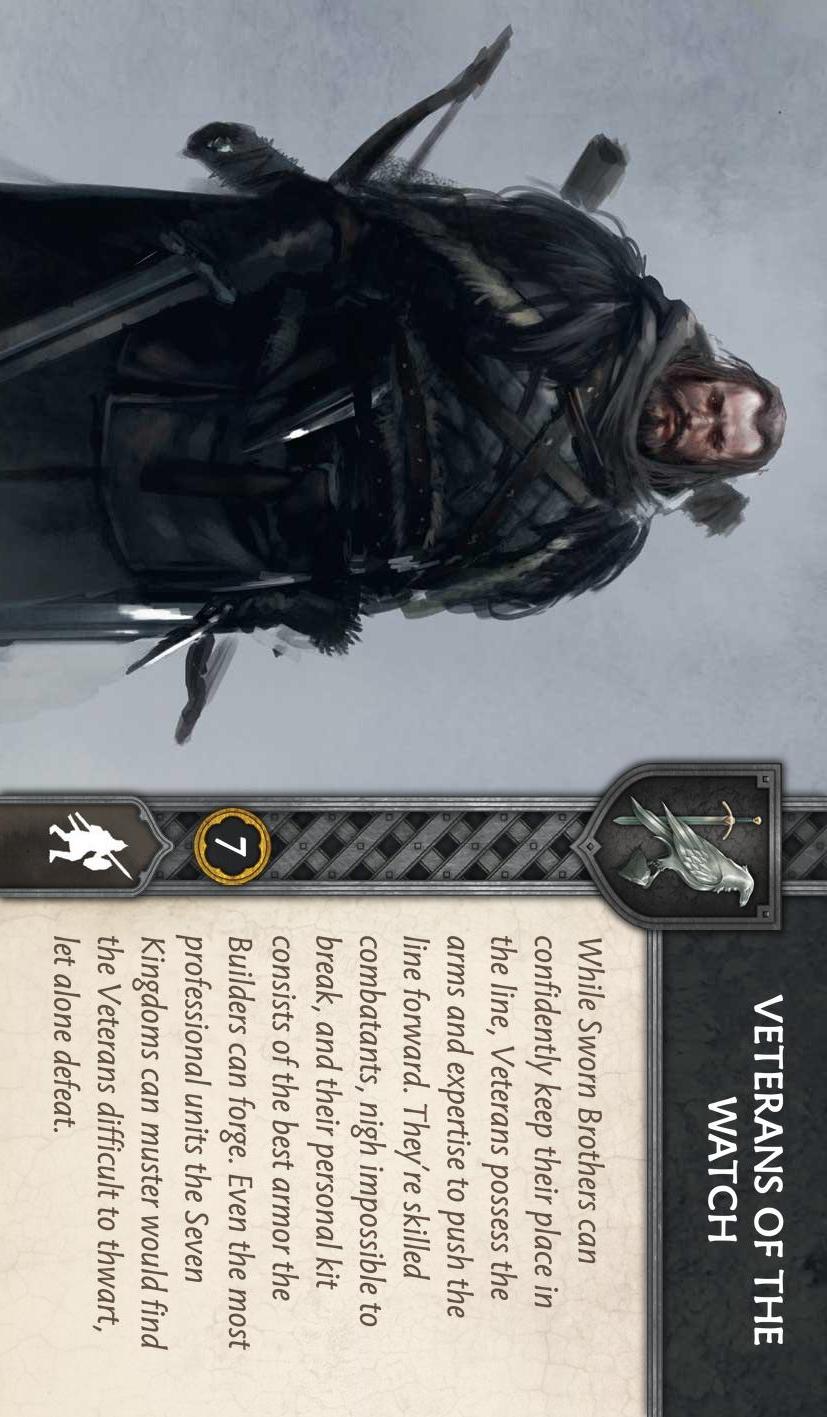 VETERANS OF THE
WATCH
7
While Sworn Brothers can
confidently keep their place in
the line, Veterans possess the
arms and expertise to push the
line forward. They're skilled
combatants, nigh impossible to
break, and their personal kit
consists of the best armor the
Builders can forge. Even the most
professional units the Seven
Kingdoms can muster would find
the Veterans difficult to thwart,
let alone defeat.